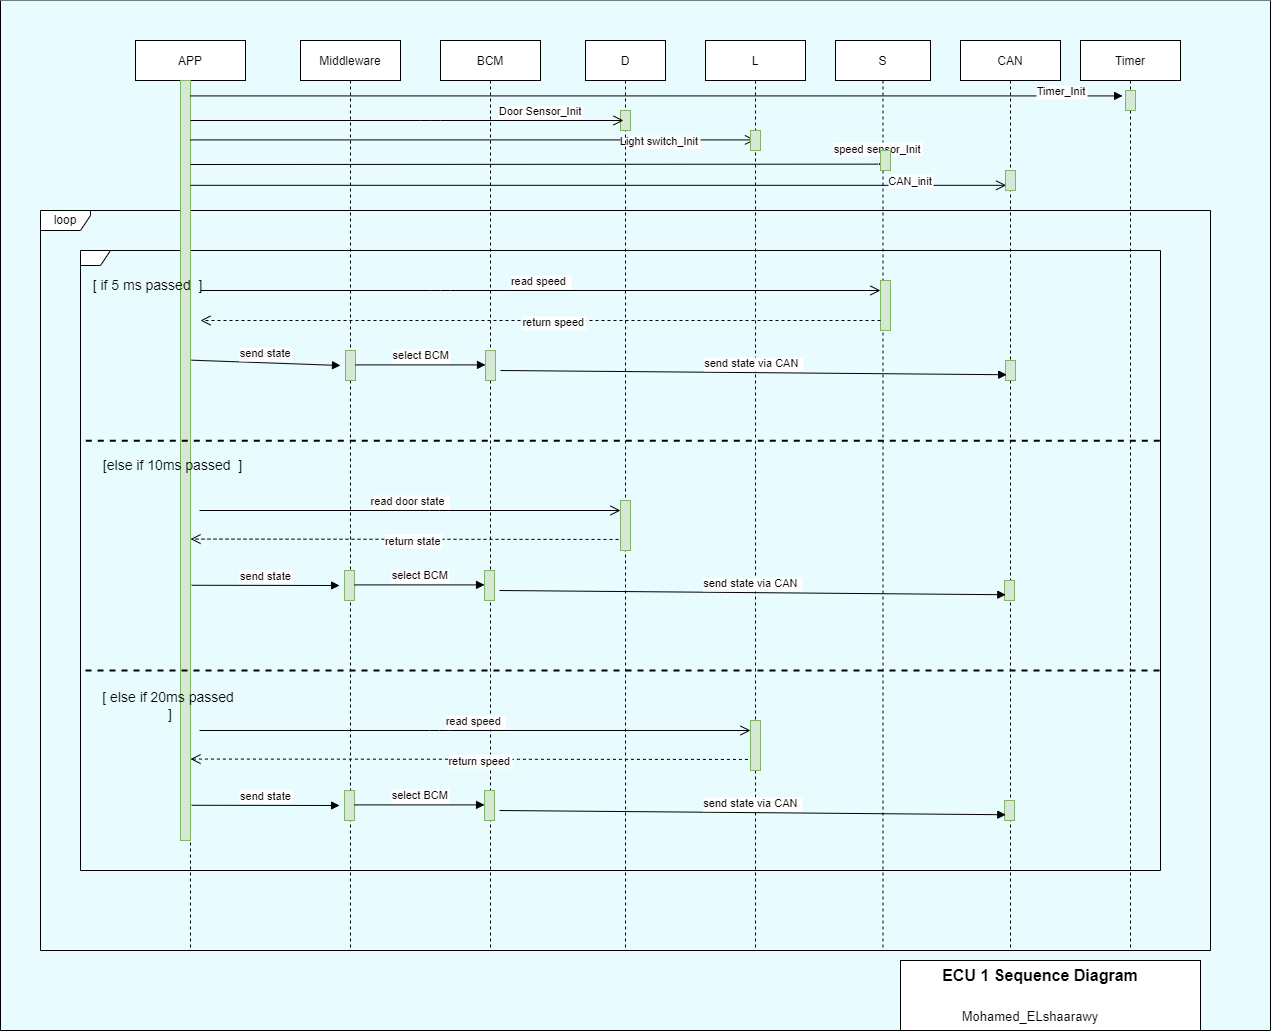 APP
Middleware
BCM
D
L
S
CAN
Timer
Timer_Init
Door Sensor_Init
Light switch_Init
speed sensor_Init
CAN_init
loop
[ if 5 ms passed ]
read speed
return speed
send state
select BCM
send state via CAN
[else if 10ms passed ]
read door state
return state
send state
select BCM
send state via CAN
[ else if 20ms passed
]
read speed
return speed
send state
select BCM
send state via CAN
ECU 1 Sequence Diagram
Mohamed_ELshaarawy